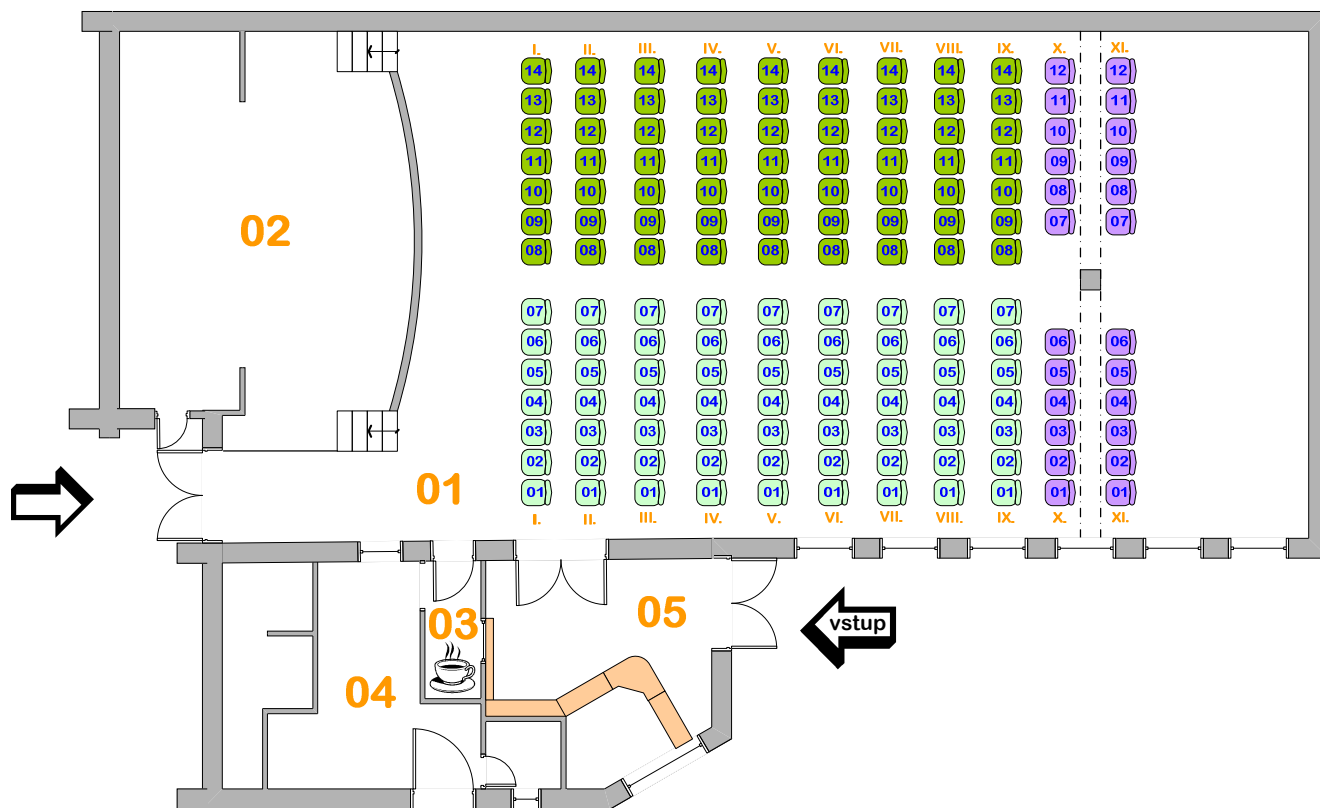 I. II. III. IV. V. VI. VII. VIII. IX. X. XI.
14 14 14 14 14 14 14 14 14 12 12
13 13 13 13 13 13 13 13 13 11 11
12 12 12 12 12 12 12 12 12 10 10
11 11 11 11 11 11 11 11 11 09 09
10 10 10 10 10 10 10 10 10 08 08
09 09 09 09 09 09 09 09 09 07 07
02
08 08 08 08 08 08 08 08 08
07 07 07 07 07 07 07 07 07
06 06 06 06 06 06 06 06 06 06 06
05 05 05 05 05 05 05 05 05 05 05
04 04 04 04 04 04 04 04 04 04 04
03 03 03 03 03 03 03 03 03 03 03
02 02 02 02 02 02 02 02 02 02 02
01
01 01 01 01 01 01 01 01 01 01 01
I. II. III. IV. V. VI. VII. VIII. IX. X. XI.
03
05
vstup
04